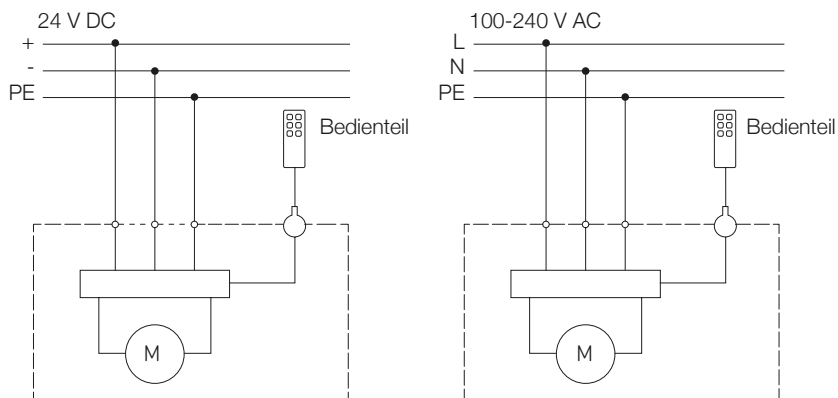 24 V DC
+
-
PE
Bedienteil
M
100-240 V AC
L
N
PE
Bedienteil
M